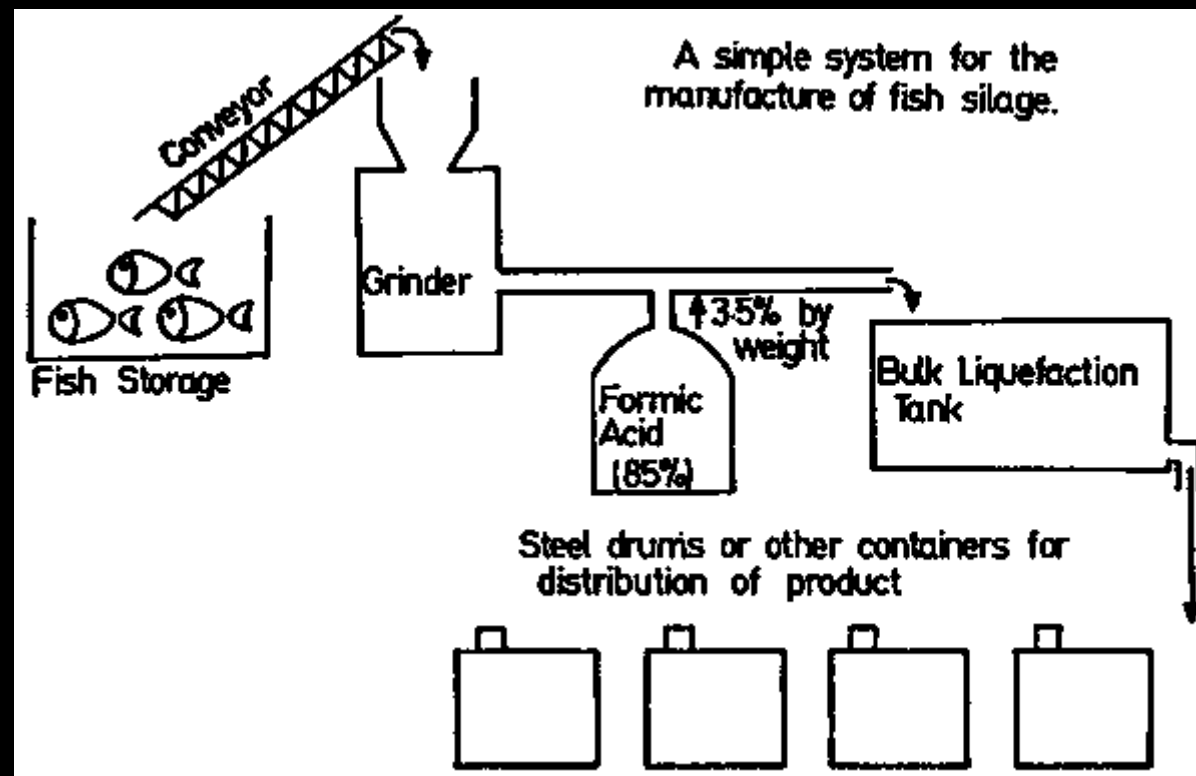 A simple system for the
manufacture of fish silage.
Conveyor
Grinder
Fish Storage
3·5% by
weight
Formic
Acid
(85%)
Bulk Liquefaction
Tank
Steel drums or other containers for
distribution of product